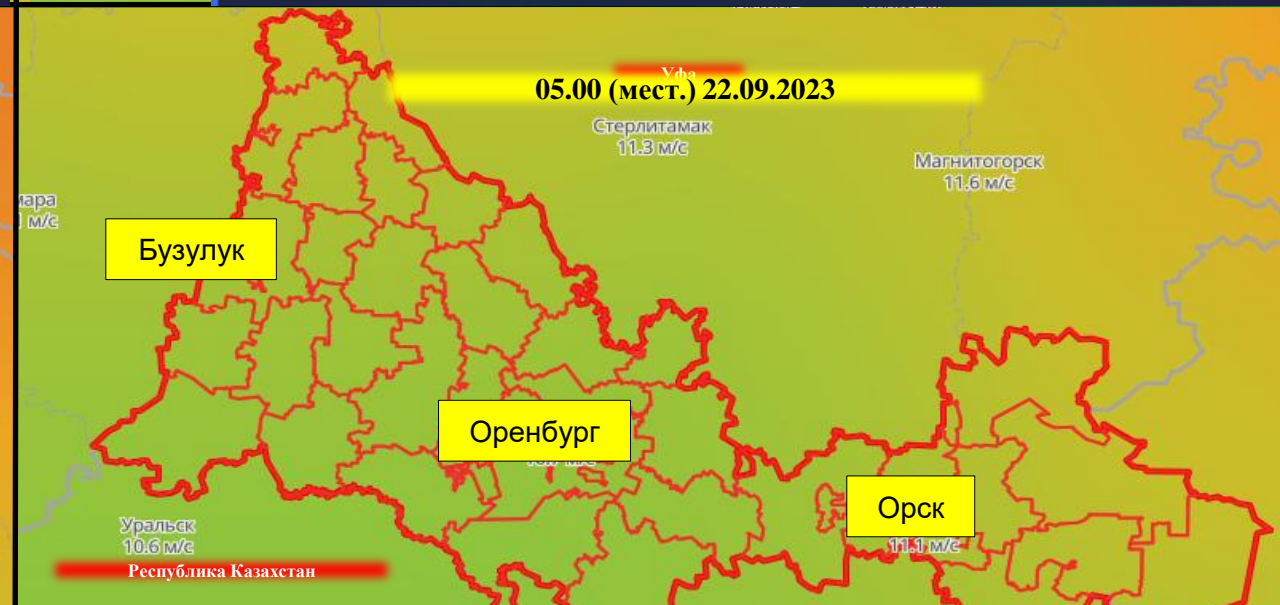 Уфа
05.00 (мест.) 22.09.2023
Стерлитамак
11.3 м/с
Магнитогорск
11.6 м/с
м/с
Бузулук
Оренбург
м/с
Орск
11.1 м/с
Уральск
10.6 м/с
Республика Казахстан